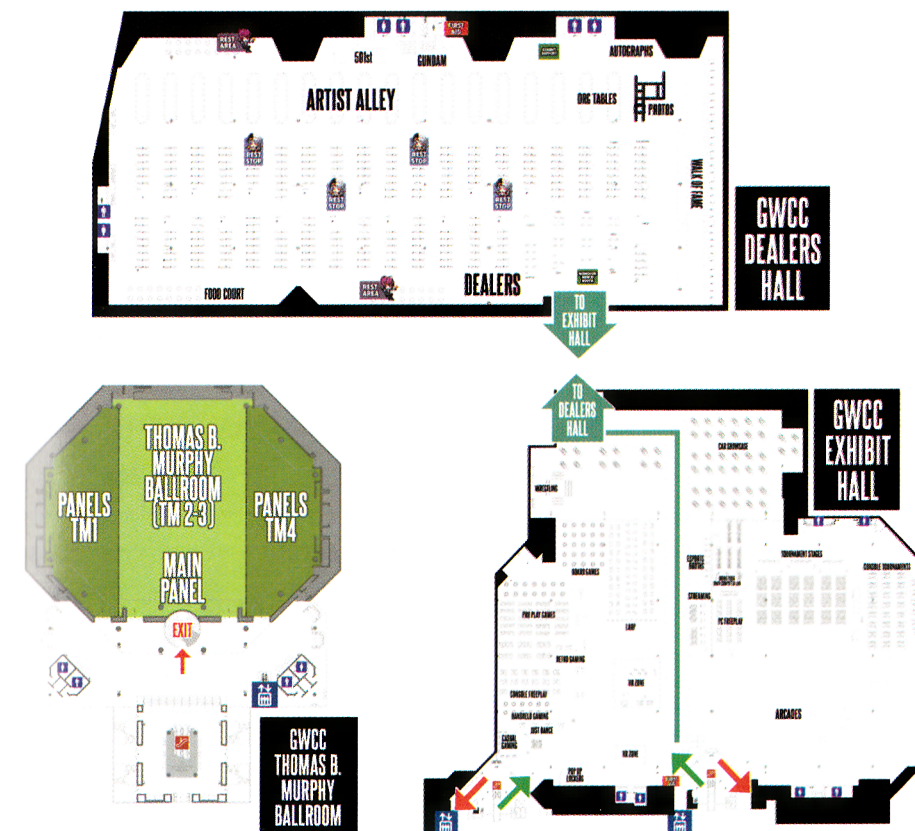 REST
AREA
FIRST
AID
501st
GUNDAM
AUTOGRAPHS
ARTIST ALLEY
ORG TABLES
PHOTOS
REST
STOP
REST
STOP
REST
STOP
REST
STOP
WALK OF FAME
GWCC
DEALERS
HALL
REST
AREA
DEALERS
FOOD COURT
TO
EXHIBIT
HALL
TO
DEALERS
HALL
GWCC
EXHIBIT
HALL
THOMAS B.
MURPHY
BALLROOM
(TM 2-3)
PANELS
TM1
PANELS
TM4
MAIN
PANEL
EXIT
GWCC
THOMAS B.
MURPHY
BALLROOM
CAR SHOWCASE
WRESTLING
BOARD GAMES
ESPORTS
BOOTHS
TOURNAMENT STAGES
CONSOLE TOURNAMENTS
STREAMING
PRO PLAY GAMES
LARP
PC FREEPLAY
RETRO GAMING
VR ZONE
CONSOLE FREEPLAY
HANDHELD GAMING
JUST DANCE
CASUAL
GAMING
ARCADES
VR ZONE
POP UP
LOCKERS